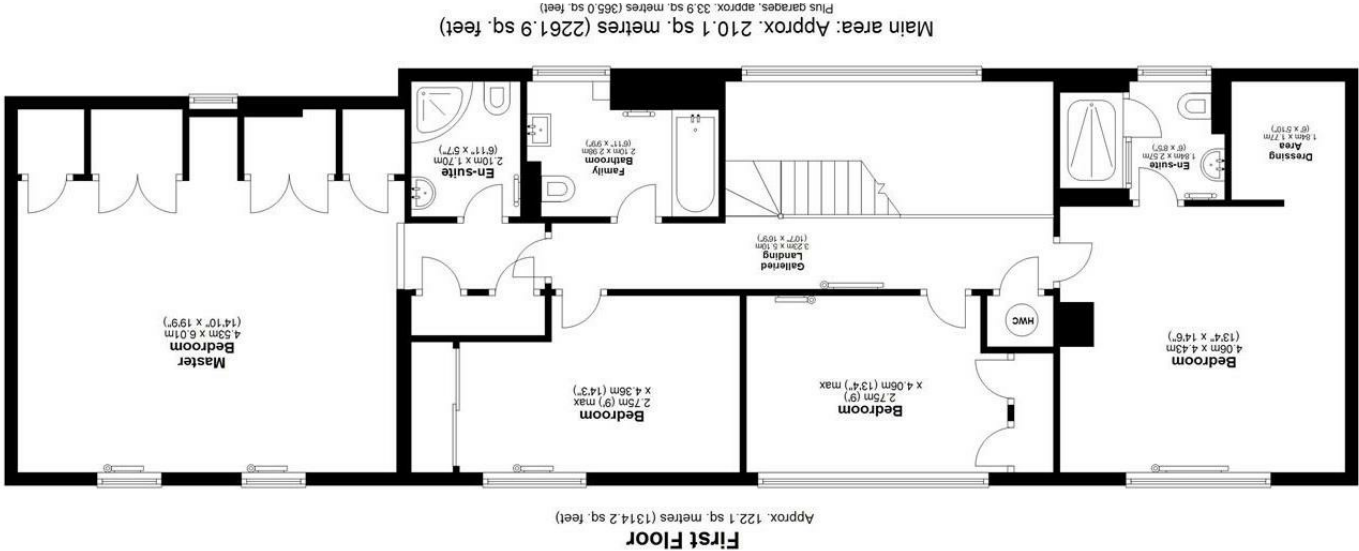 First Floor
Approx. 122.1 sq. metres (1314.2 sq. feet)
Bedroom
4.06m x 4.43m
(13'4" x 14'6")
Bedroom
2.75m (9')
x 4.06m (13'4") max
Bedroom
2.75m (9') max
x 4.36m (14'3")
Master
Bedroom
4.53m x 6.01m
(14'10" x 19'9")
HWC
Galleried
Landing
3.23m x 5.10m
(10'7" x 16'9")
Dressing
Area
1.84m x 1.77m
(6' x 5'10")
En-suite
1.84m x 2.57m
(6' x 8'5")
Family
Bathroom
2.10m x 2.98m
(6'11" x 9'9")
En-suite
2.10m x 1.70m
(6'11" x 5'7")
Main area: Approx. 210.1 sq. metres (2261.9 sq. feet)
Plus garages, approx. 33.9 sq. metres (365.0 sq. feet)